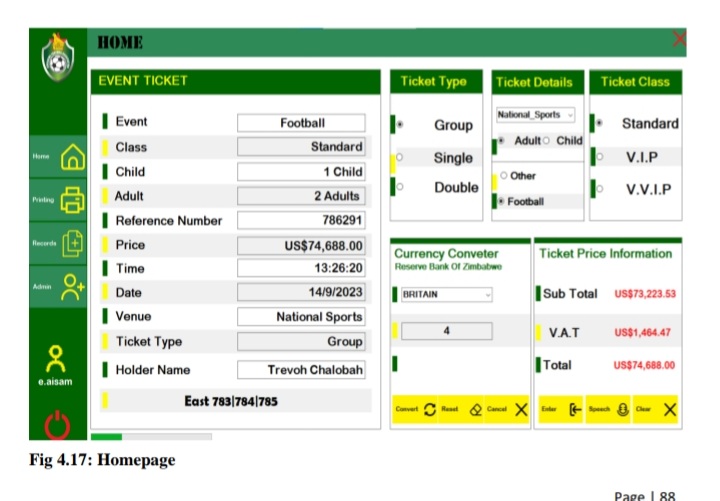 HOME
EVENT TICKET
Event Football
Class Standard
Child 1 Child
Adult 2 Adults
Reference Number 786291
Price US$74,688.00
Time 13:26:20
Date 14/9/2023
Venue National Sports
Ticket Type Group
Holder Name Trevoh Chalobah
East 783|784|785
Home
Printing
Records
Admin
e.aisam
Ticket Type
Group
Single
Double
Ticket Details
National_Sports
Adult Child
Other
Football
Ticket Class
Standard
V.I.P
V.V.I.P
Currency Conveter
Reserve Bank Of Zimbabwe
BRITAIN
4
Convert Reset Cancel
Ticket Price Information
Sub Total US$73,223.53
V.A.T US$1,464.47
Total US$74,688.00
Enter Speech Clear
Fig 4.17: Homepage
Page | 88